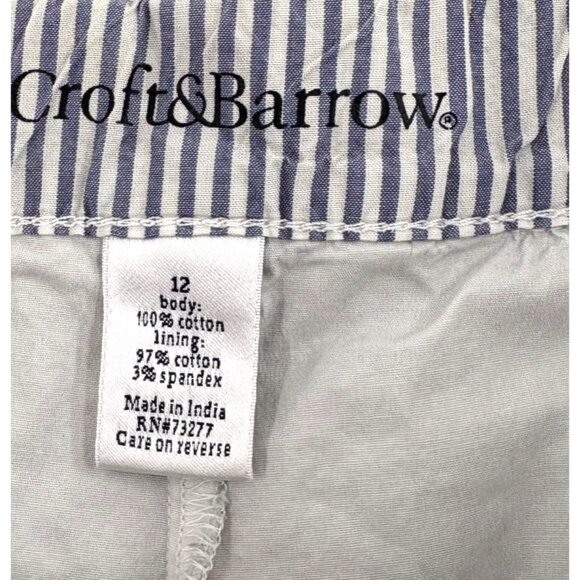 Croft&Barrow®
12
body:
100% cotton
lining:
97% cotton
3% spandex
Made in India
RN#73277
Care on reverse